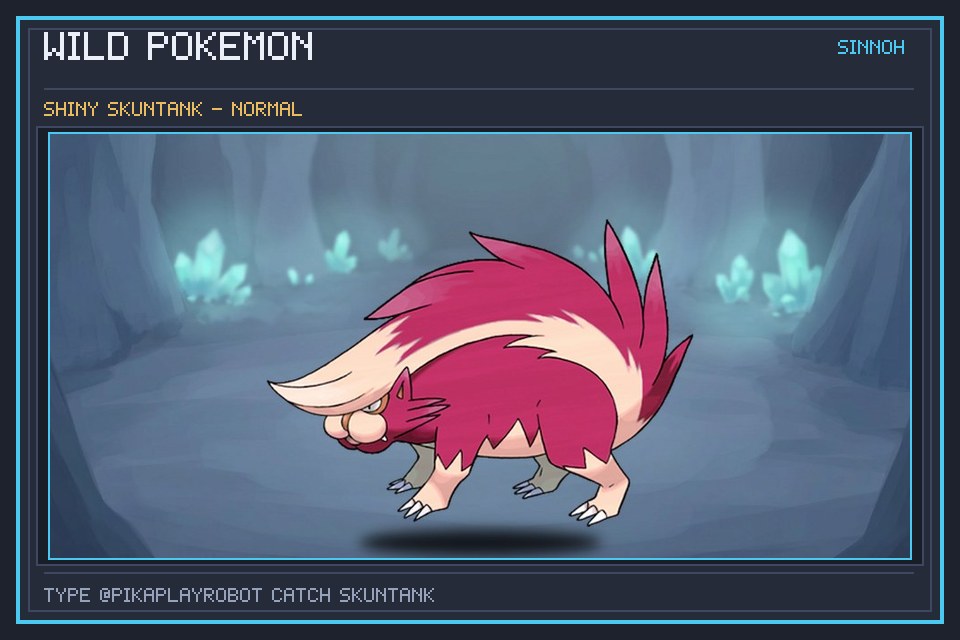 WILD POKEMON
SINNOH
SHINY SKUNTANK - NORMAL
TYPE @PIKAPLAYROBOT CATCH SKUNTANK